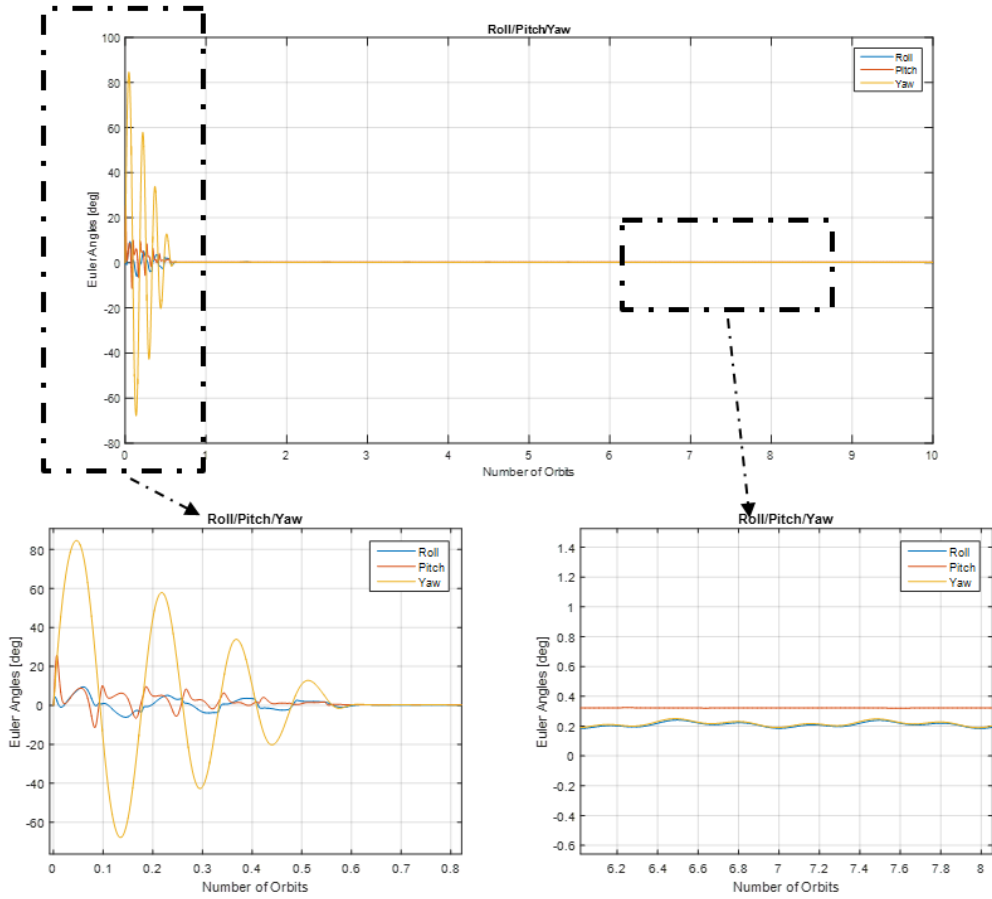 Roll/Pitch/Yaw
Roll
Pitch
Yaw
Euler Angles [deg]
100
80
60
40
20
0
-20
-40
-60
-80
0 1 2 3 4 5 6 7 8 9 10
Number of Orbits
Roll/Pitch/Yaw
Roll
Pitch
Yaw
Euler Angles [deg]
80
60
40
20
0
-20
-40
-60
0 0.1 0.2 0.3 0.4 0.5 0.6 0.7 0.8
Number of Orbits
Roll/Pitch/Yaw
Roll
Pitch
Yaw
Euler Angles [deg]
1.4
1.2
1
0.8
0.6
0.4
0.2
0
-0.2
-0.4
-0.6
6.2 6.4 6.6 6.8 7 7.2 7.4 7.6 7.8 8
Number of Orbits